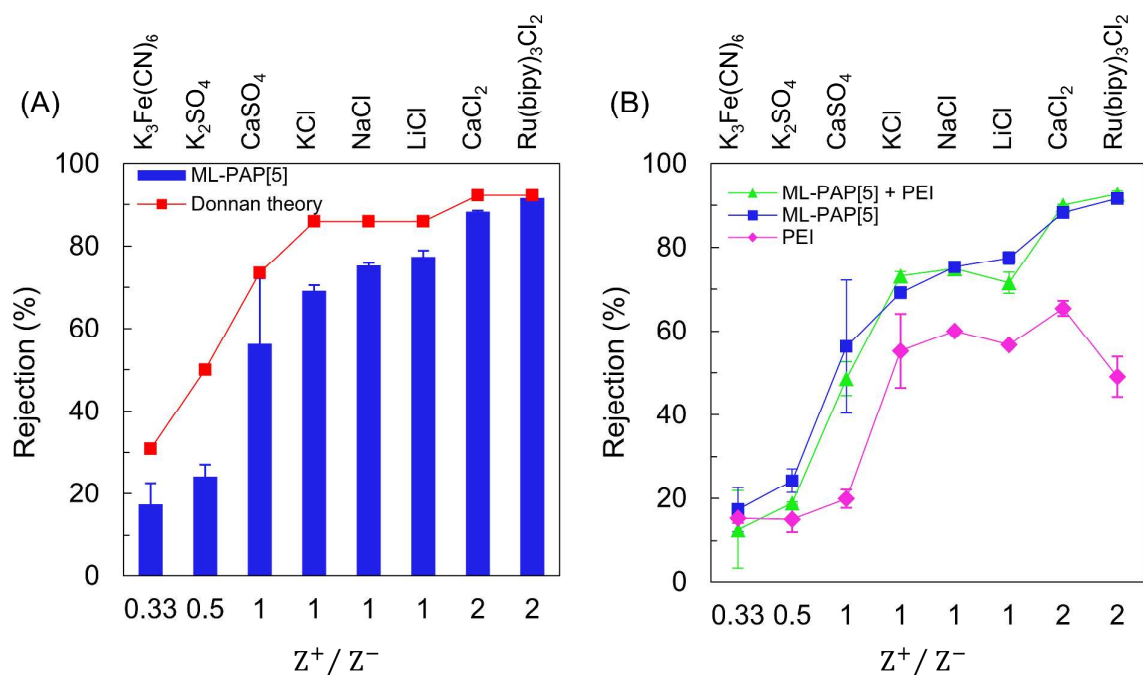 (A)
K₃Fe(CN)₆
K₂SO₄
CaSO₄
KCl
NaCl
LiCl
CaCl₂
Ru(bipy)₃Cl₂
ML-PAP[5]
Donnan theory
Rejection (%)
100
80
60
40
20
0
0.33 0.5 1 1 1 1 2 2
Z⁺/ Z⁻
(B)
K₃Fe(CN)₆
K₂SO₄
CaSO₄
KCl
NaCl
LiCl
CaCl₂
Ru(bipy)₃Cl₂
ML-PAP[5] + PEI
ML-PAP[5]
PEI
Rejection (%)
100
80
60
40
20
0
0.33 0.5 1 1 1 1 2 2
Z⁺/ Z⁻